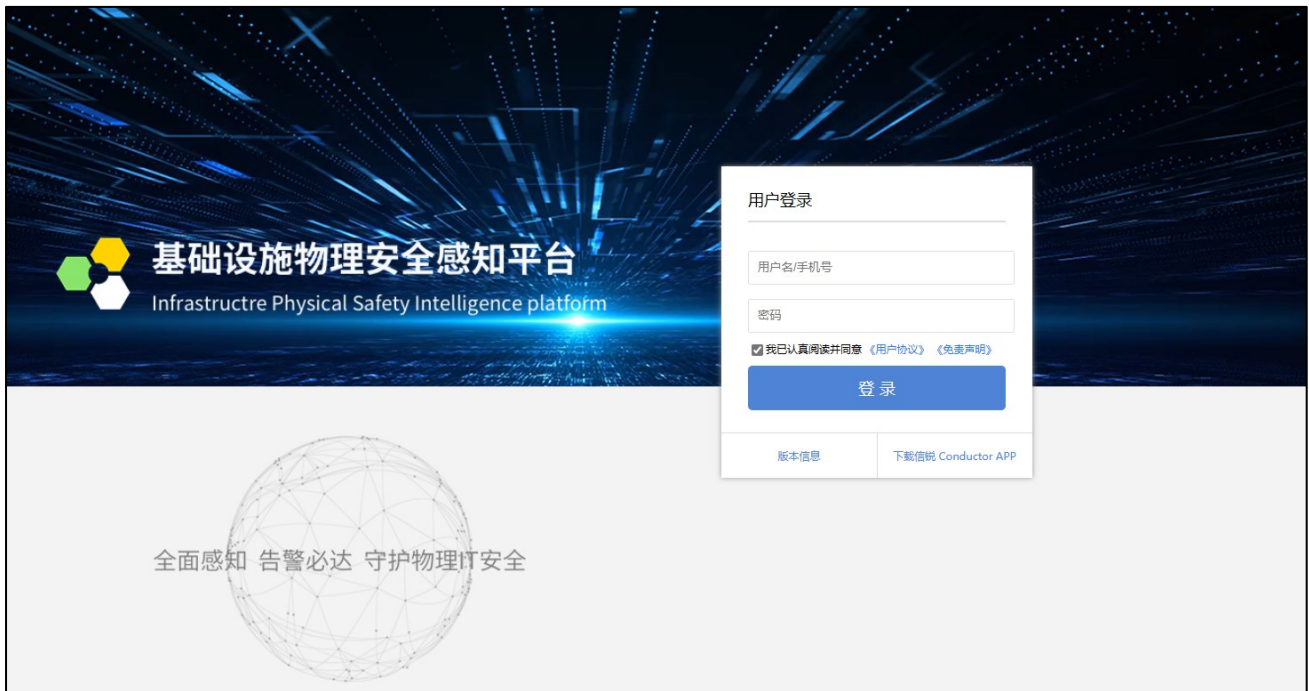 基础设施物理安全感知平台
Infrastructre Physical Safety Intelligence platform
用户登录
用户名/手机号
密码
我已认真阅读并同意 《用户协议》 《免责声明》
登 录
版本信息
下载信锐 Conductor APP
全面感知 告警必达 守护物理IT安全